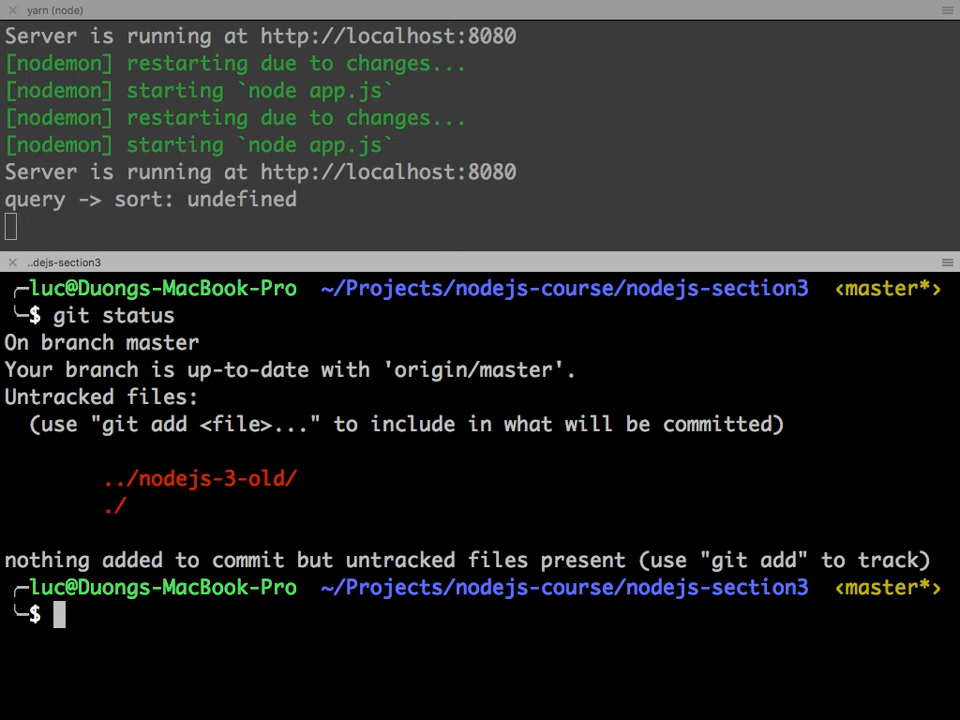 yarn (node)
Server is running at http://localhost:8080
[nodemon] restarting due to changes...
[nodemon] starting `node app.js`
[nodemon] restarting due to changes...
[nodemon] starting `node app.js`
Server is running at http://localhost:8080
query -> sort: undefined
..dejs-section3
╭─luc@Duongs-MacBook-Pro ~/Projects/nodejs-course/nodejs-section3 ‹master*›
╰─$ git status
On branch master
Your branch is up-to-date with 'origin/master'.
Untracked files:
(use "git add <file>..." to include in what will be committed)
../nodejs-3-old/
./
nothing added to commit but untracked files present (use "git add" to track)
╭─luc@Duongs-MacBook-Pro ~/Projects/nodejs-course/nodejs-section3 ‹master*›
╰─$